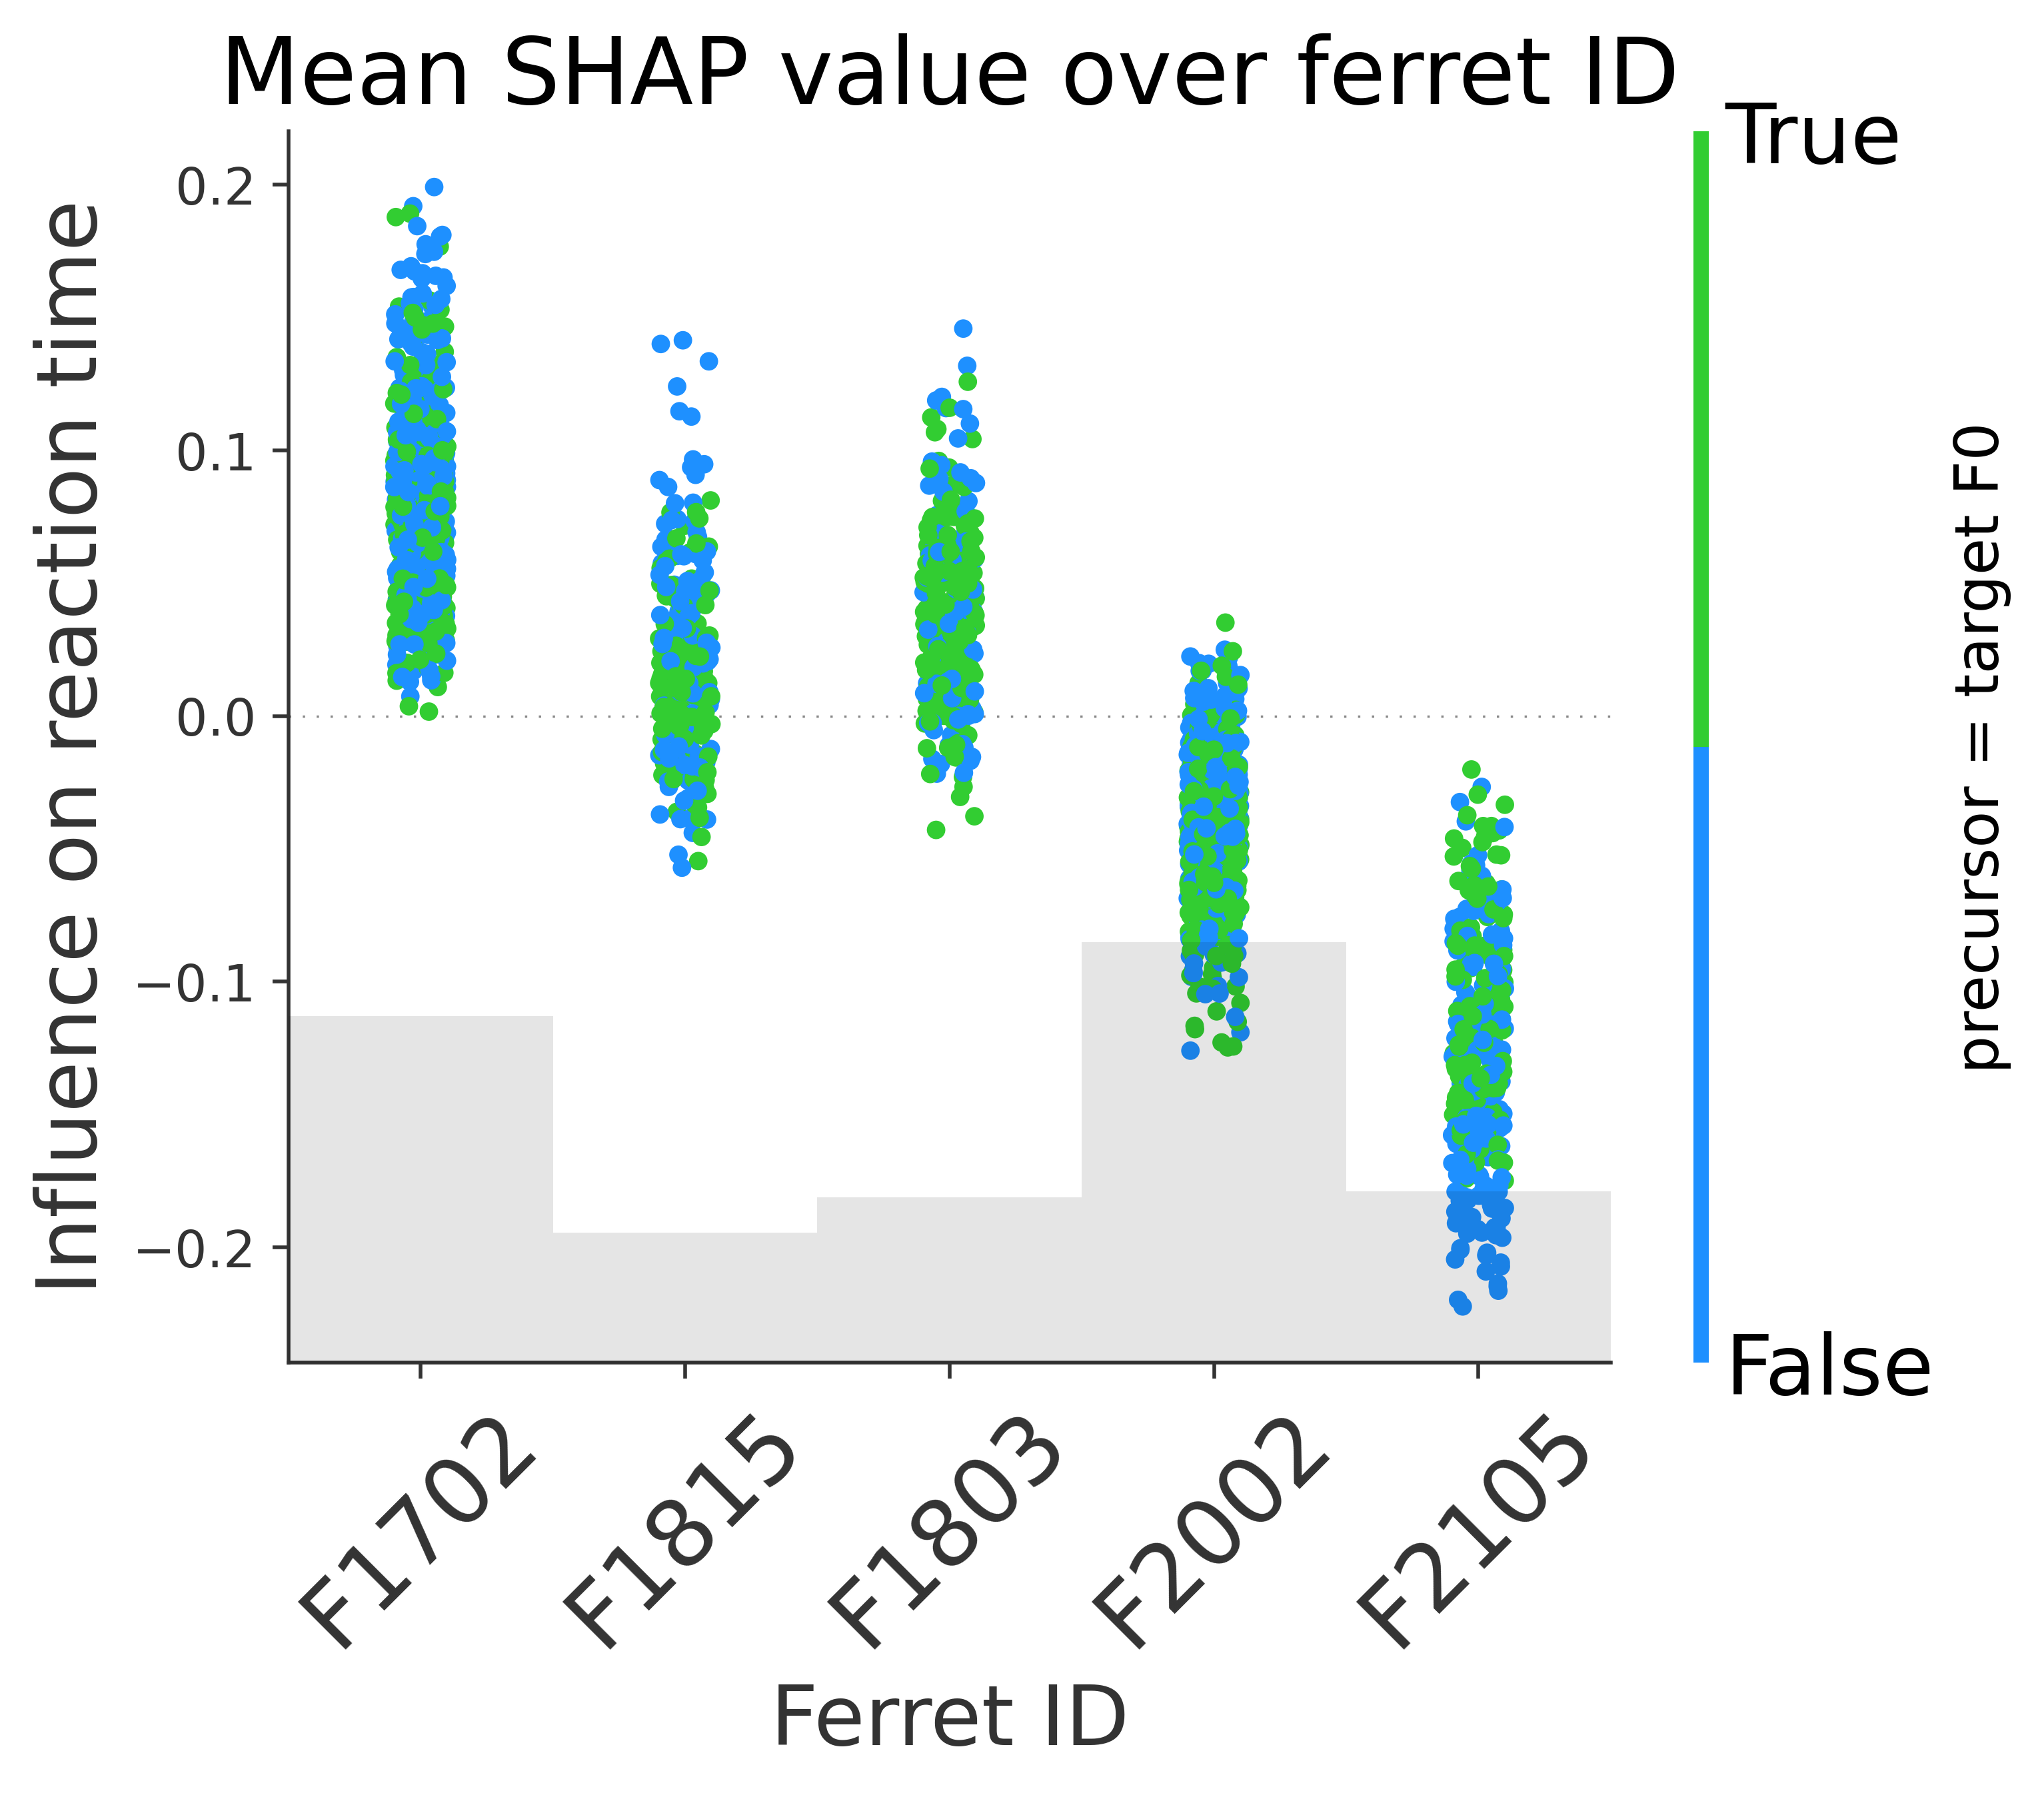 Mean SHAP value over ferret ID
Influence on reaction time
0.2
0.1
0.0
−0.1
−0.2
F1702
F1815
F1803
F2002
F2105
Ferret ID
True
False
precursor = target F0